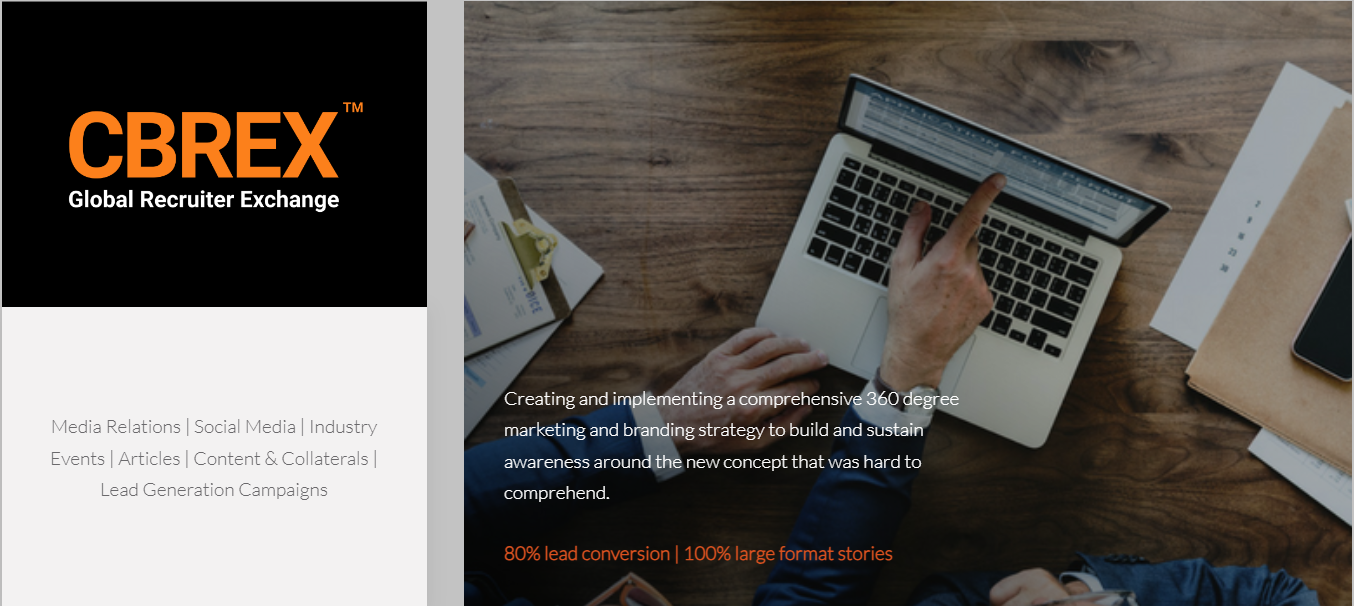 CBREX™
Global Recruiter Exchange
Media Relations | Social Media | Industry
Events | Articles | Content & Collaterals |
Lead Generation Campaigns
Creating and implementing a comprehensive 360 degree
marketing and branding strategy to build and sustain
awareness around the new concept that was hard to
comprehend.
80% lead conversion | 100% large format stories